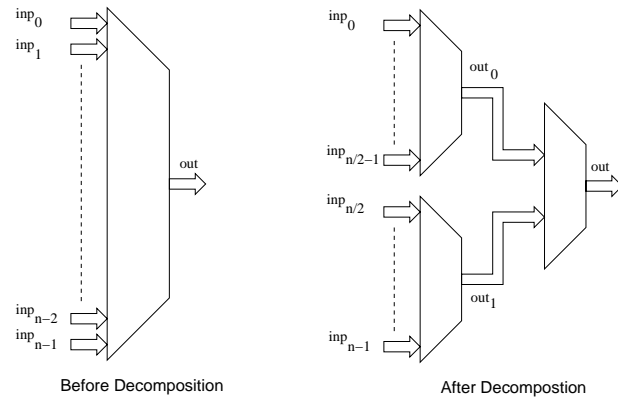 inp0
inp1
out
inpn−2
inpn−1
Before Decomposition
inp0
out0
inpn/2−1
out
inpn/2
out1
inpn−1
After Decompostion